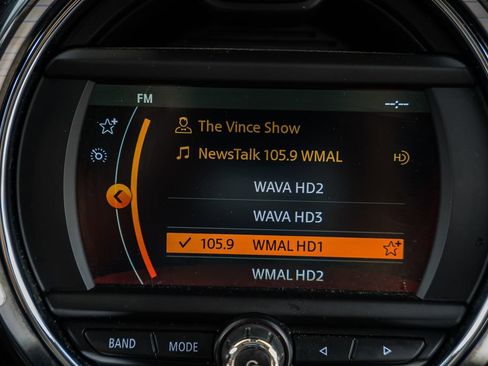 FM --:--
The Vince Show
NewsTalk 105.9 WMAL HD
WAVA HD2
WAVA HD3
105.9 WMAL HD1
WMAL HD2
BAND MODE